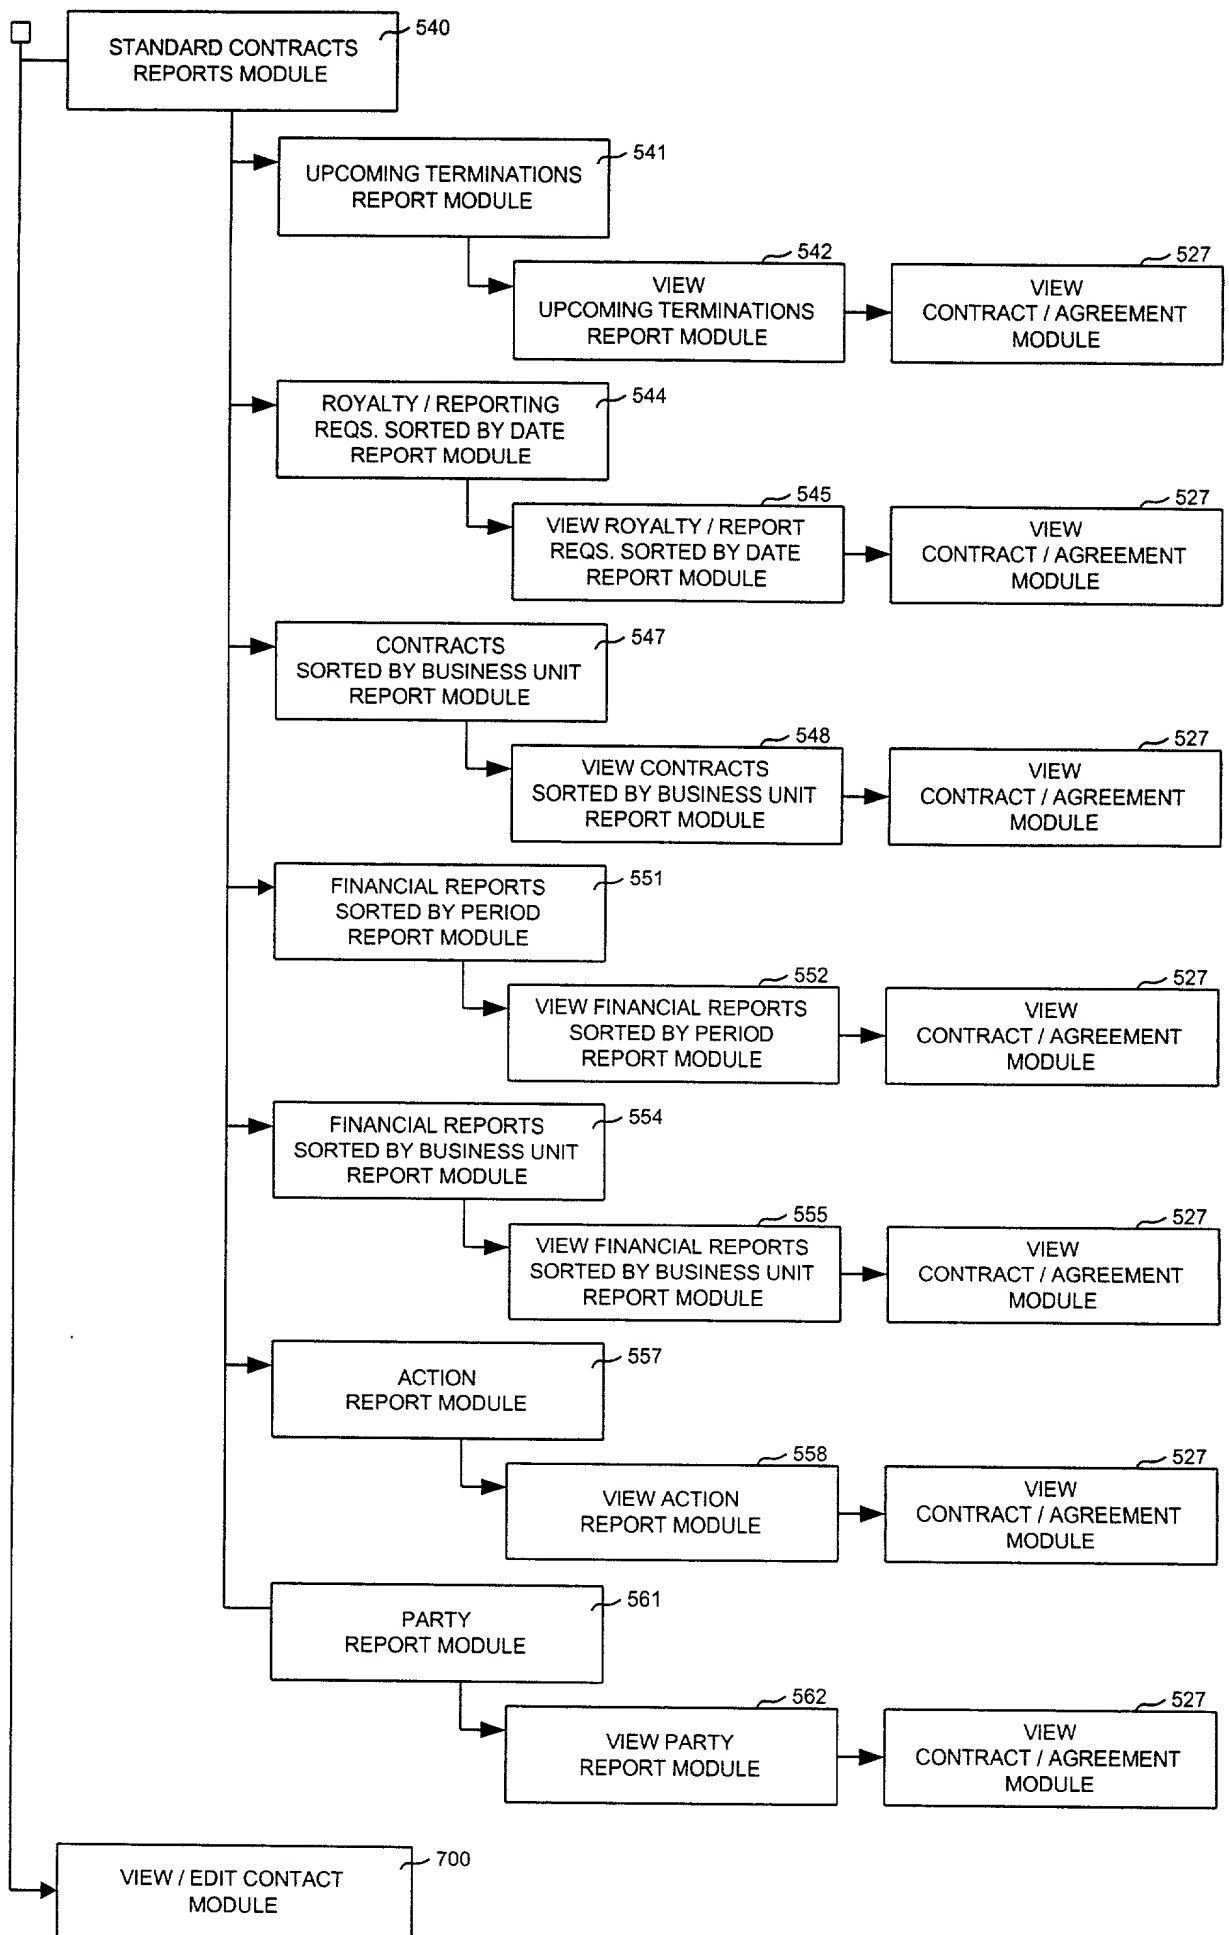 540
STANDARD CONTRACTS
REPORTS MODULE
541
UPCOMING TERMINATIONS
REPORT MODULE
542
VIEW
UPCOMING TERMINATIONS
REPORT MODULE
527
VIEW
CONTRACT / AGREEMENT
MODULE
544
ROYALTY / REPORTING
REQS. SORTED BY DATE
REPORT MODULE
545
VIEW ROYALTY / REPORT
REQS. SORTED BY DATE
REPORT MODULE
527
VIEW
CONTRACT / AGREEMENT
MODULE
547
CONTRACTS
SORTED BY BUSINESS UNIT
REPORT MODULE
548
VIEW CONTRACTS
SORTED BY BUSINESS UNIT
REPORT MODULE
527
VIEW
CONTRACT / AGREEMENT
MODULE
551
FINANCIAL REPORTS
SORTED BY PERIOD
REPORT MODULE
552
VIEW FINANCIAL REPORTS
SORTED BY PERIOD
REPORT MODULE
527
VIEW
CONTRACT / AGREEMENT
MODULE
554
FINANCIAL REPORTS
SORTED BY BUSINESS UNIT
REPORT MODULE
555
VIEW FINANCIAL REPORTS
SORTED BY BUSINESS UNIT
REPORT MODULE
527
VIEW
CONTRACT / AGREEMENT
MODULE
557
ACTION
REPORT MODULE
558
VIEW ACTION
REPORT MODULE
527
VIEW
CONTRACT / AGREEMENT
MODULE
561
PARTY
REPORT MODULE
562
VIEW PARTY
REPORT MODULE
527
VIEW
CONTRACT / AGREEMENT
MODULE
700
VIEW / EDIT CONTACT
MODULE